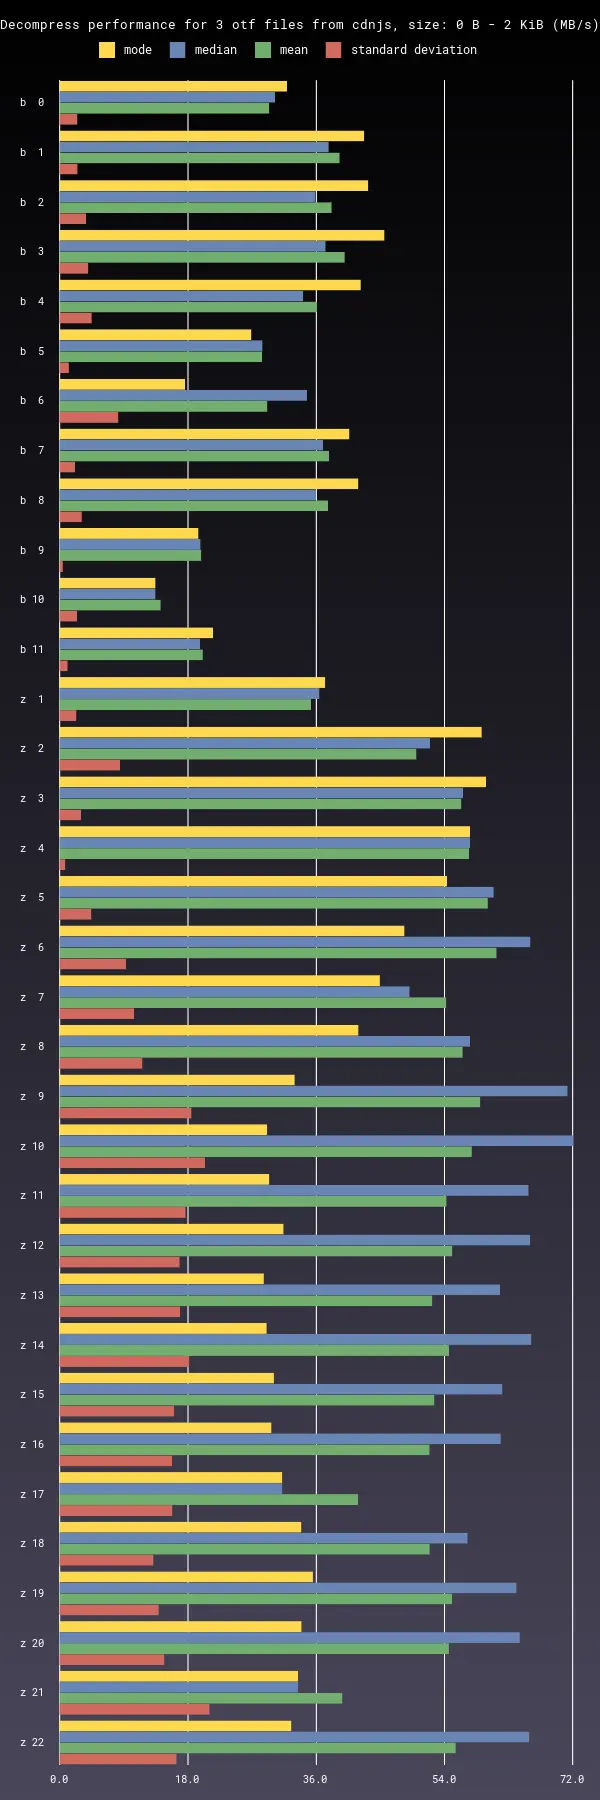 Decompress performance for 3 otf files from cdnjs, size: 0 B - 2 KiB (MB/s)
mode median mean standard deviation
b 0
b 1
b 2
b 3
b 4
b 5
b 6
b 7
b 8
b 9
b 10
b 11
z 1
z 2
z 3
z 4
z 5
z 6
z 7
z 8
z 9
z 10
z 11
z 12
z 13
z 14
z 15
z 16
z 17
z 18
z 19
z 20
z 21
z 22
0.0 18.0 36.0 54.0 72.0